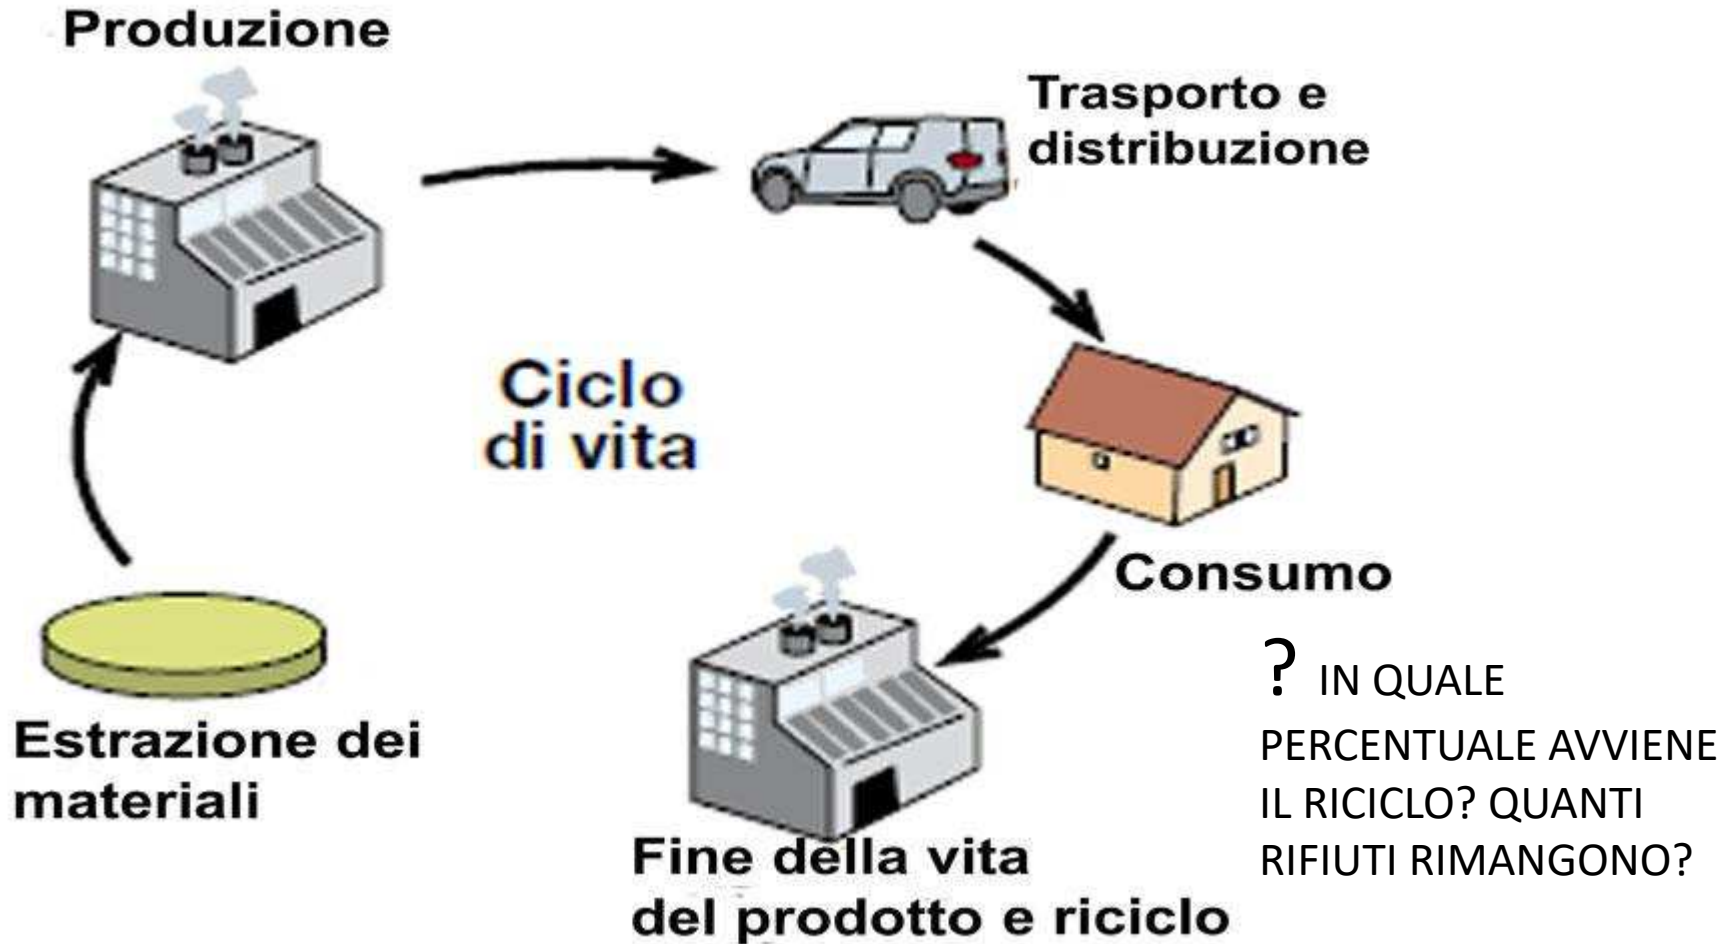 Produzione
Trasporto e
distribuzione
Ciclo
di vita
Consumo
? IN QUALE
PERCENTUALE AVVIENE
IL RICICLO? QUANTI
RIFIUTI RIMANGONO?
Estrazione dei
materiali
Fine della vita
del prodotto e riciclo